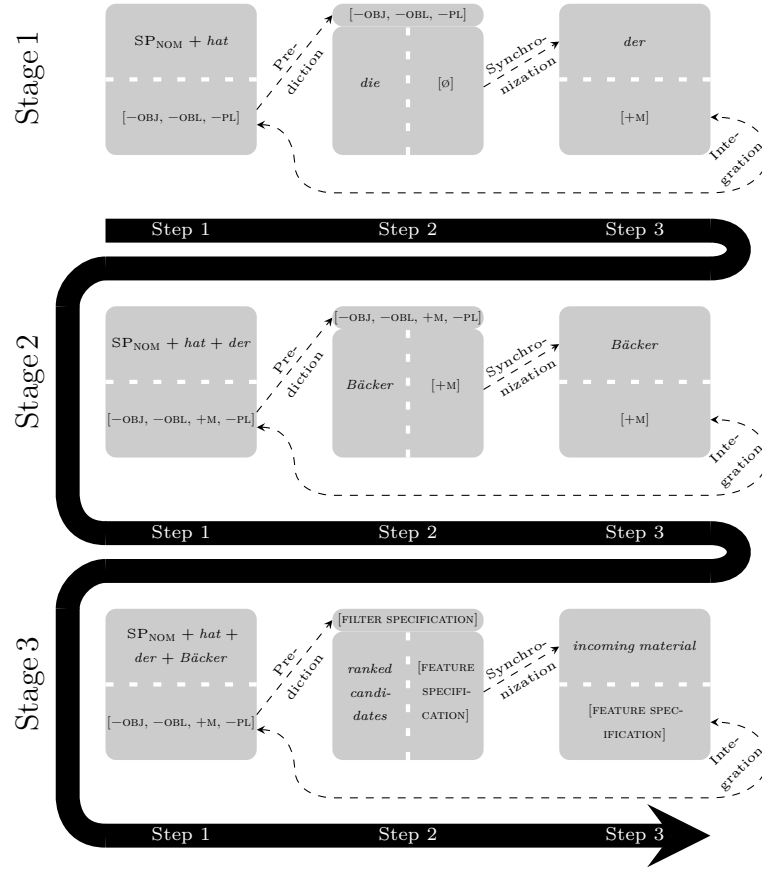 Stage 1
SP_NOM + hat
[−OBJ, −OBL, −PL]
Pre-
diction
[−OBJ, −OBL, −PL]
die
[∅]
Synchro-
nization
der
[+M]
Inte-
gration
Step 1
Step 2
Step 3
Stage 2
SP_NOM + hat + der
[−OBJ, −OBL, +M, −PL]
Pre-
diction
[−OBJ, −OBL, +M, −PL]
Bäcker
[+M]
Synchro-
nization
Bäcker
[+M]
Inte-
gration
Step 1
Step 2
Step 3
Stage 3
SP_NOM + hat +
der + Bäcker
[−OBJ, −OBL, +M, −PL]
Pre-
diction
[FILTER SPECIFICATION]
ranked
candi-
dates
[FEATURE
SPECIFI-
CATION]
Synchro-
nization
incoming material
[FEATURE SPEC-
IFICATION]
Inte-
gration
Step 1
Step 2
Step 3